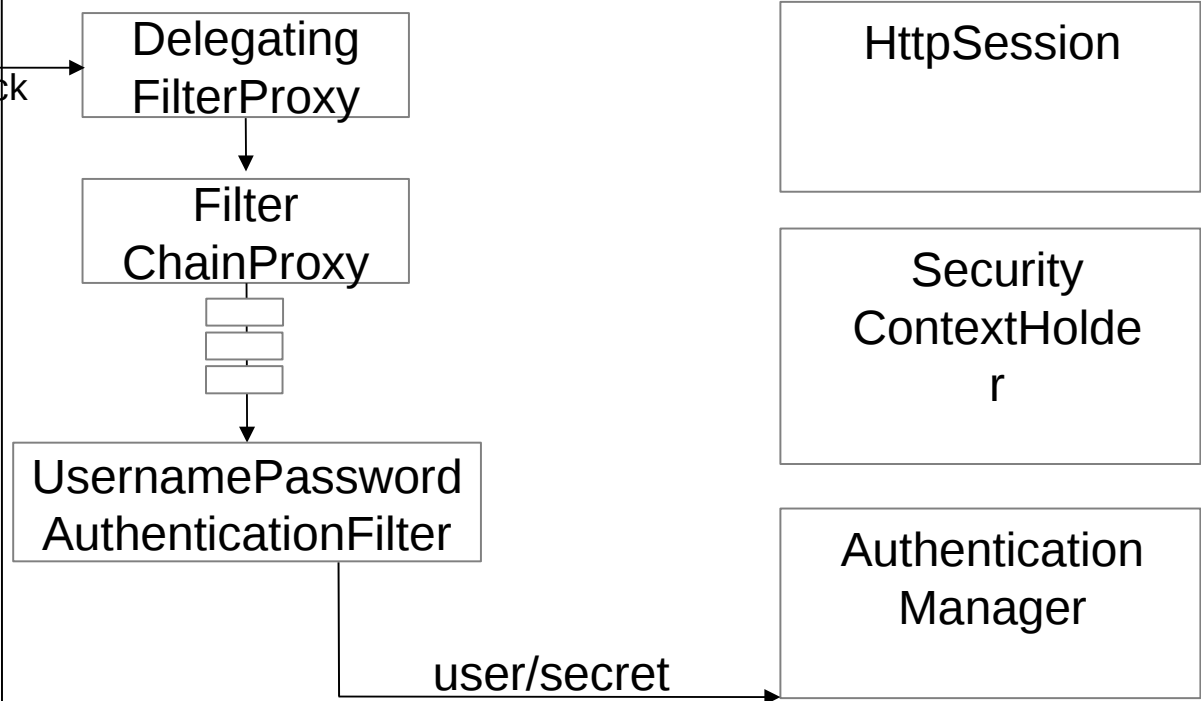 Delegating
FilterProxy
ck
Filter
ChainProxy
UsernamePassword
AuthenticationFilter
user/secret
HttpSession
Security
ContextHolde
r
Authentication
Manager